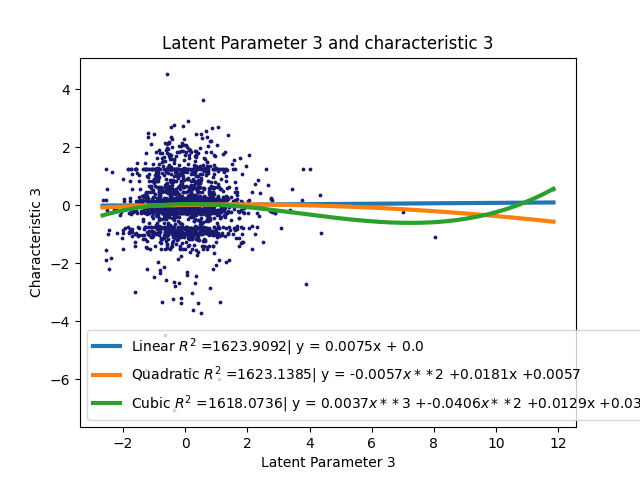 Latent Parameter 3 and characteristic 3
Characteristic 3
4
2
0
−2
−4
−6
Linear R² =1623.9092| y = 0.0075x + 0.0
Quadratic R² =1623.1385| y = -0.0057x * *2 +0.0181x +0.0057
Cubic R² =1618.0736| y = 0.0037x * *3 +-0.0406x * *2 +0.0129x +0.03
−2 0 2 4 6 8 10 12
Latent Parameter 3